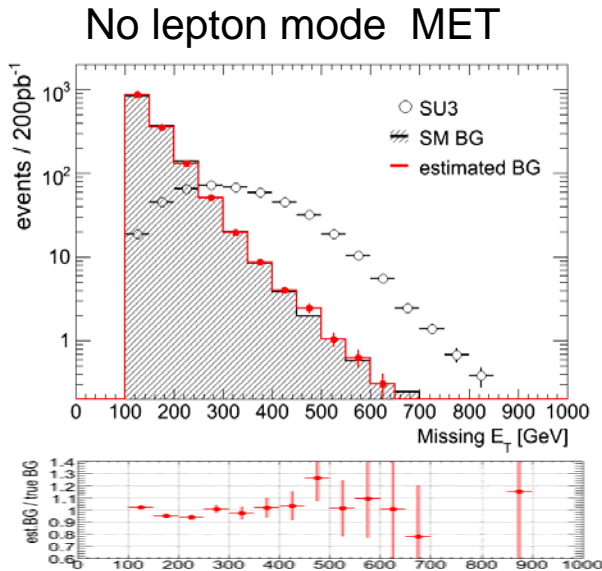 No lepton mode MET
events / 200pb-1
10³
10²
10
1
SU3
SM BG
estimated BG
0 100 200 300 400 500 600 700 800 900 1000
Missing E_T [GeV]
est.BG / true BG
1.4
1.3
1.2
1.1
1
0.9
0.8
0.7
0.6
0 100 200 300 400 500 600 700 800 900 1000